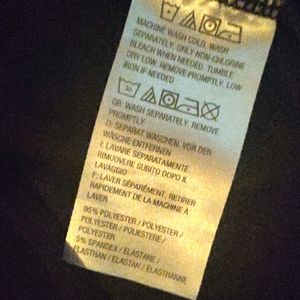 MACHINE WASH COLD, WASH
SEPARATELY. ONLY NON-CHLORINE
BLEACH WHEN NEEDED. TUMBLE
DRY LOW. REMOVE PROMPTLY. LOW
IRON IF NEEDED
GB: WASH SEPARATELY. REMOVE
PROMPTLY
D: SEPARAT WASCHEN, VOR DER
WÄSCHE ENTFERNEN
I: LAVARE SEPARATAMENTE.
RIMUOVERE SUBITO DOPO IL
LAVAGGIO
F: LAVER SÉPARÉMENT. RETIRER
RAPIDEMENT DE LA MACHINE À
LAVER
95% POLYESTER / POLYESTER /
POLYESTER / POLIESTERE /
POLYESTER
5% SPANDEX / ELASTANE /
ELASTHAN / ELASTAN / ELASTHANNE